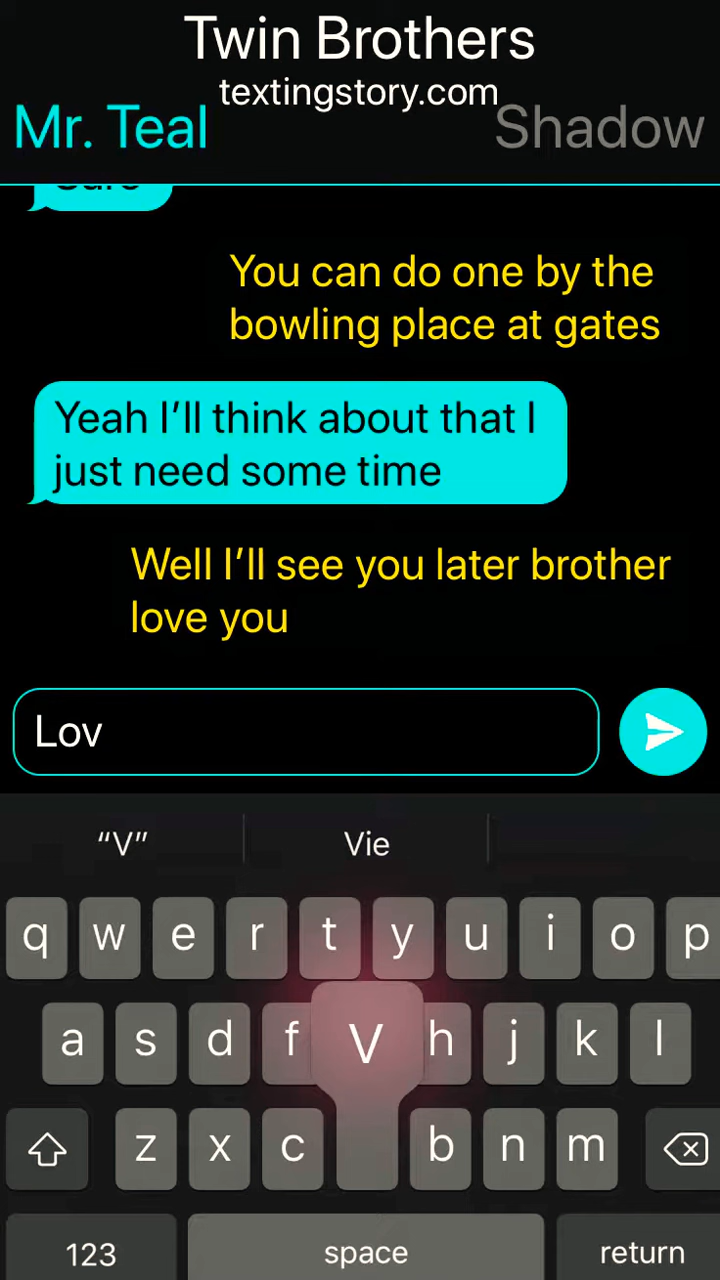 Twin Brothers
textingstory.com
Mr. Teal
Shadow
You can do one by the
bowling place at gates
Yeah I’ll think about that I
just need some time
Well I’ll see you later brother
love you
Lov
“V”
Vie
q w e r t y u i o p
a s d f V h j k l
z x c b n m
123 space return